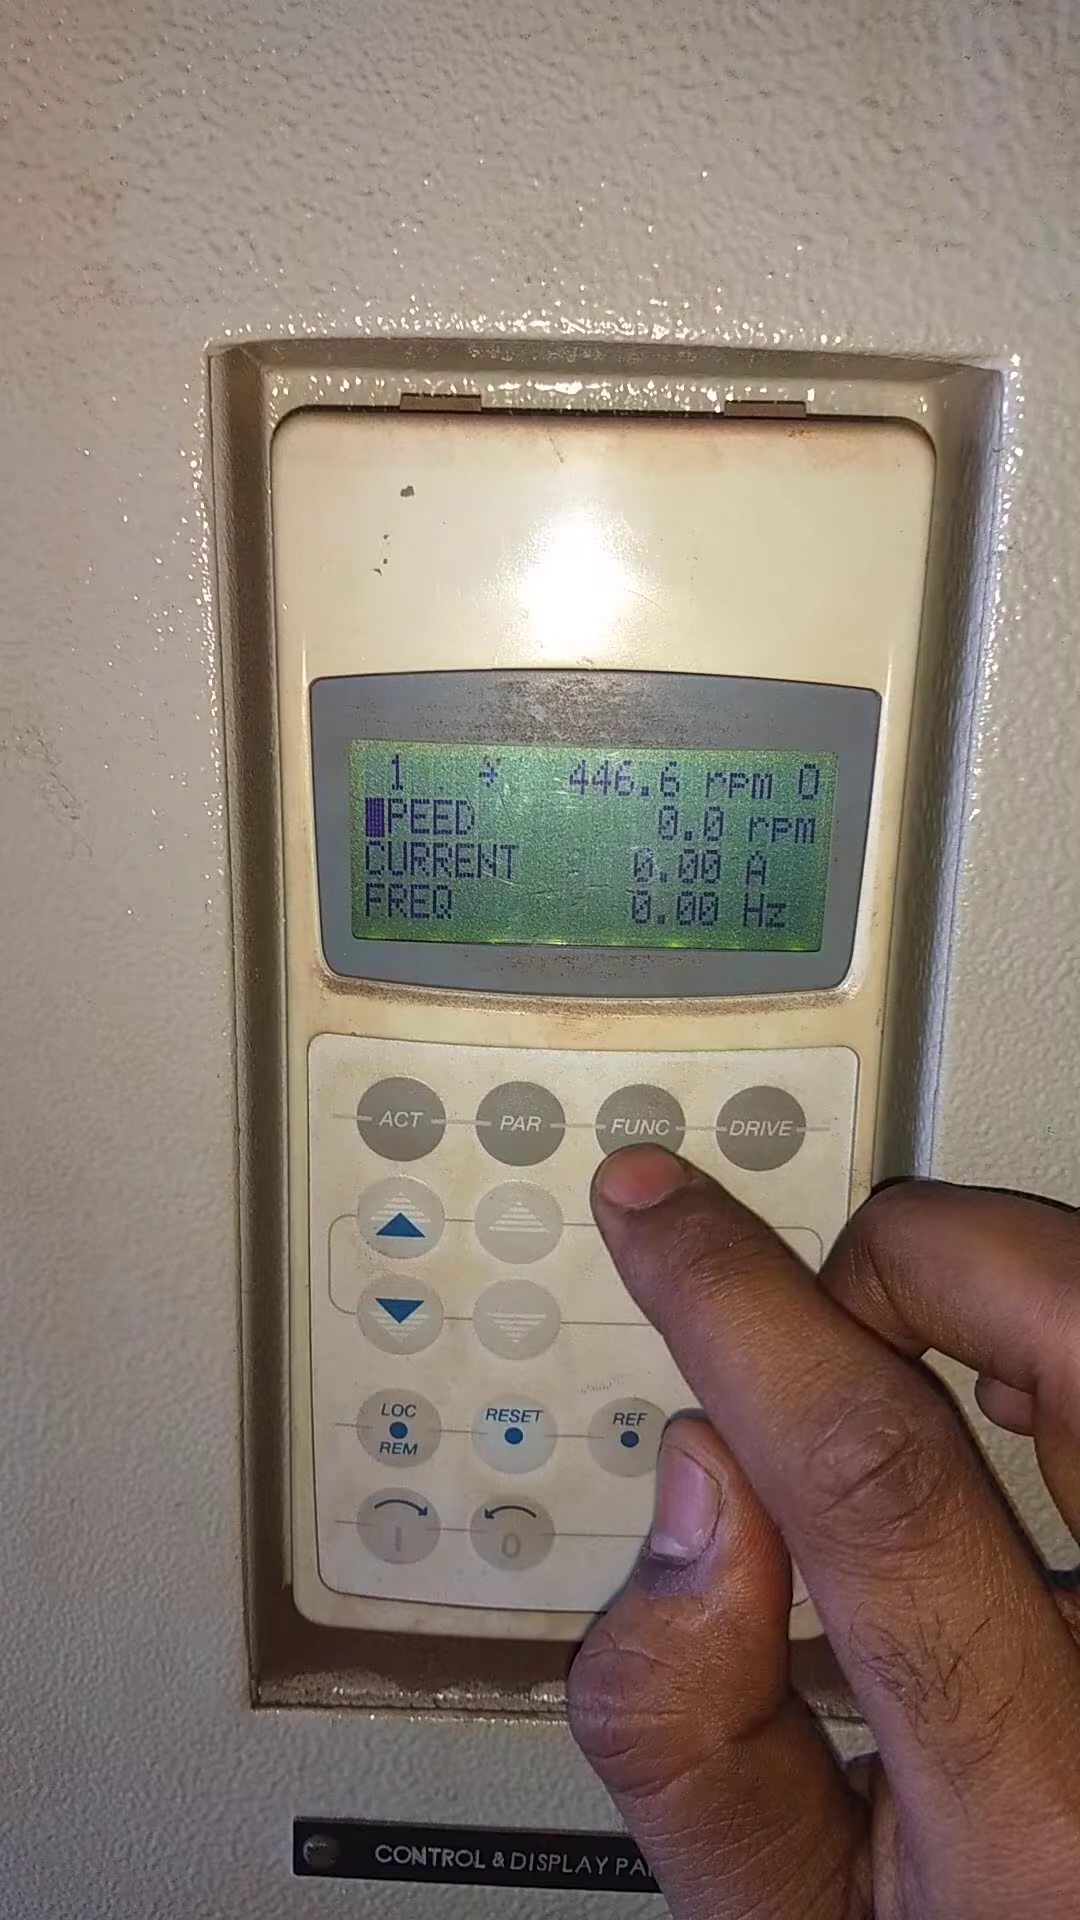 1 * 446.6 rpm 0
PEED 0.0 rpm
CURRENT 0.00 A
FREQ 0.00 Hz
ACT PAR FUNC DRIVE
LOC
REM
RESET
REF
I
0
CONTROL & DISPLAY PA